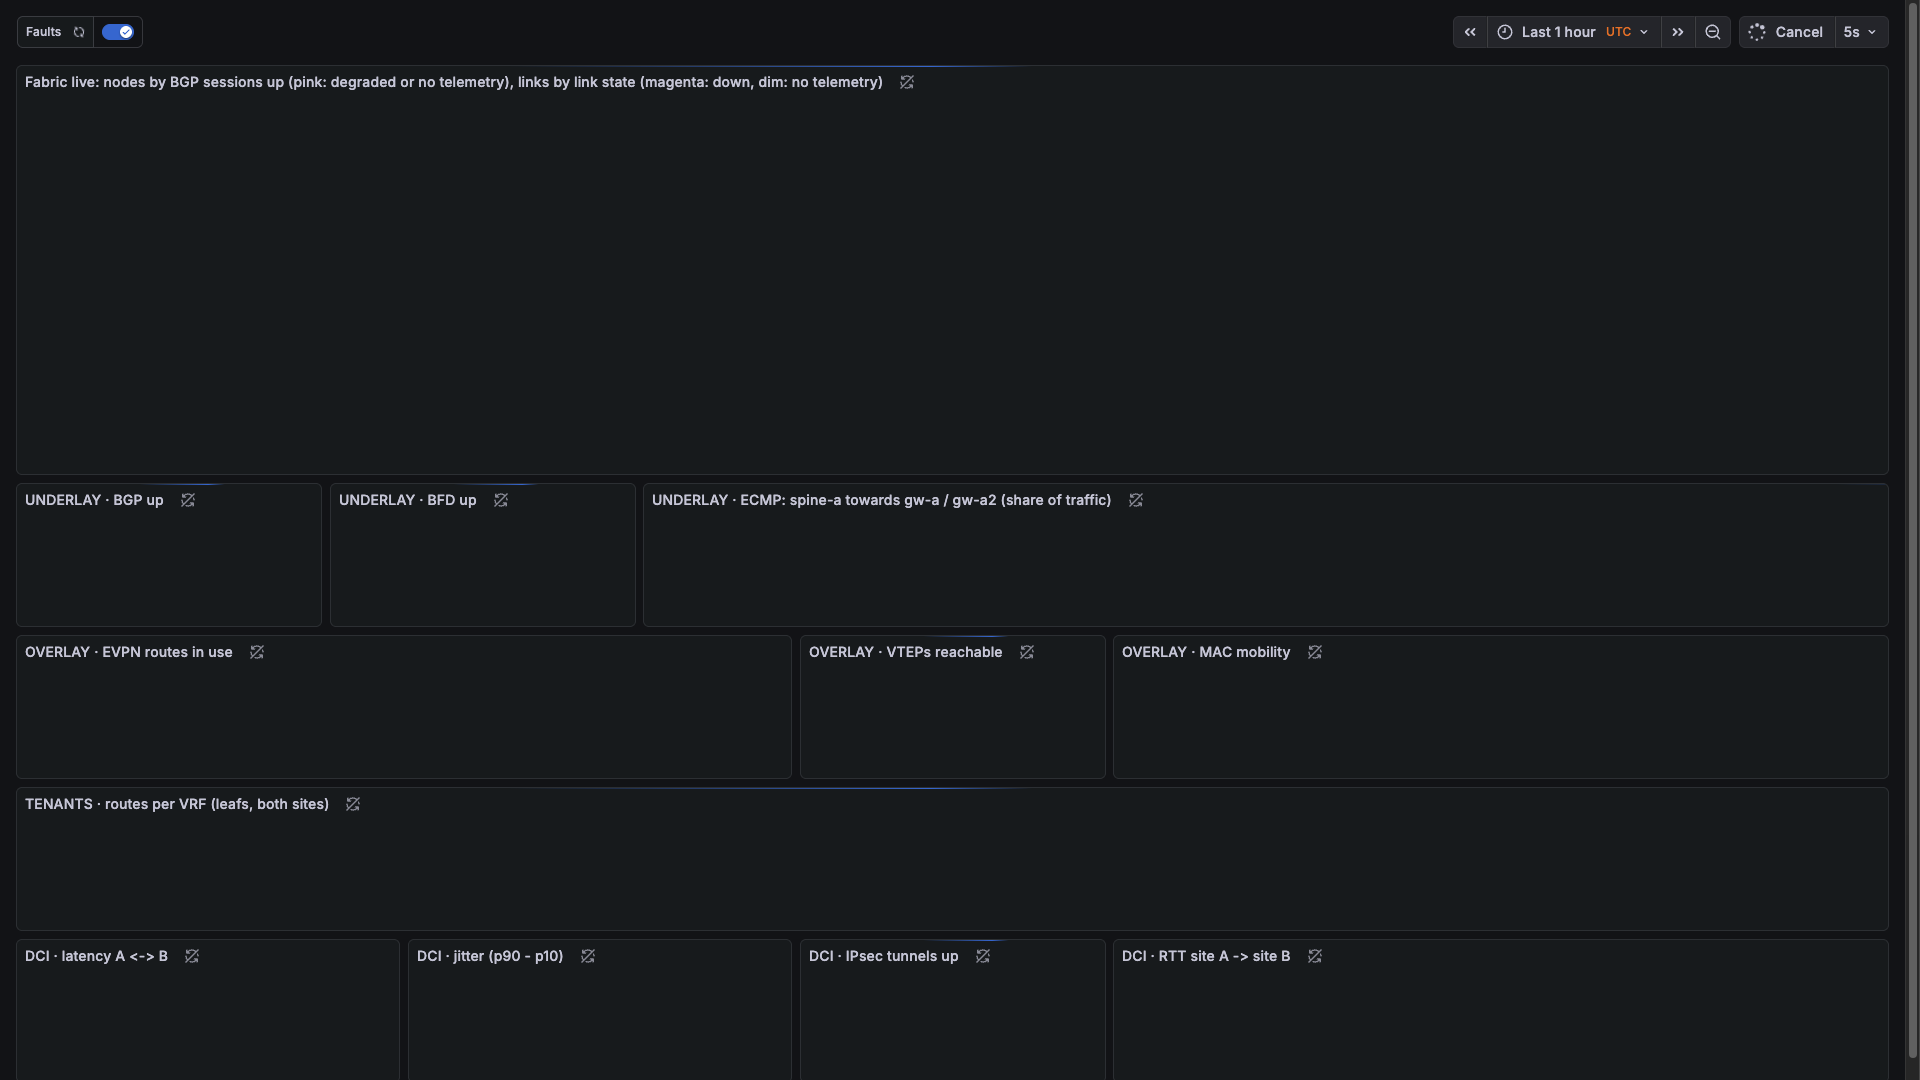 Faults
Last 1 hour UTC
Cancel
5s
Fabric live: nodes by BGP sessions up (pink: degraded or no telemetry), links by link state (magenta: down, dim: no telemetry)
UNDERLAY · BGP up
UNDERLAY · BFD up
UNDERLAY · ECMP: spine-a towards gw-a / gw-a2 (share of traffic)
OVERLAY · EVPN routes in use
OVERLAY · VTEPs reachable
OVERLAY · MAC mobility
TENANTS · routes per VRF (leafs, both sites)
DCI · latency A <-> B
DCI · jitter (p90 - p10)
DCI · IPsec tunnels up
DCI · RTT site A -> site B